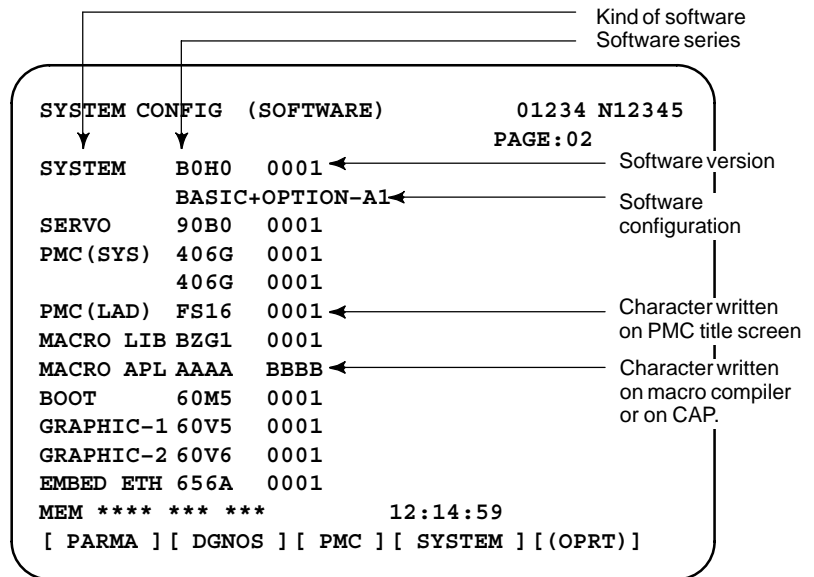 Kind of software
Software series
SYSTEM CONFIG (SOFTWARE) 01234 N12345
PAGE:02
SYSTEM B0H0 0001
Software version
BASIC+OPTION-A1
Software
configuration
SERVO 90B0 0001
PMC(SYS) 406G 0001
406G 0001
PMC(LAD) FS16 0001
Character written
on PMC title screen
MACRO LIB BZG1 0001
MACRO APL AAAA BBBB
Character written
on macro compiler
or on CAP.
BOOT 60M5 0001
GRAPHIC-1 60V5 0001
GRAPHIC-2 60V6 0001
EMBED ETH 656A 0001
MEM **** *** *** 12:14:59
[ PARMA ][ DGNOS ][ PMC ][ SYSTEM ][(OPRT)]